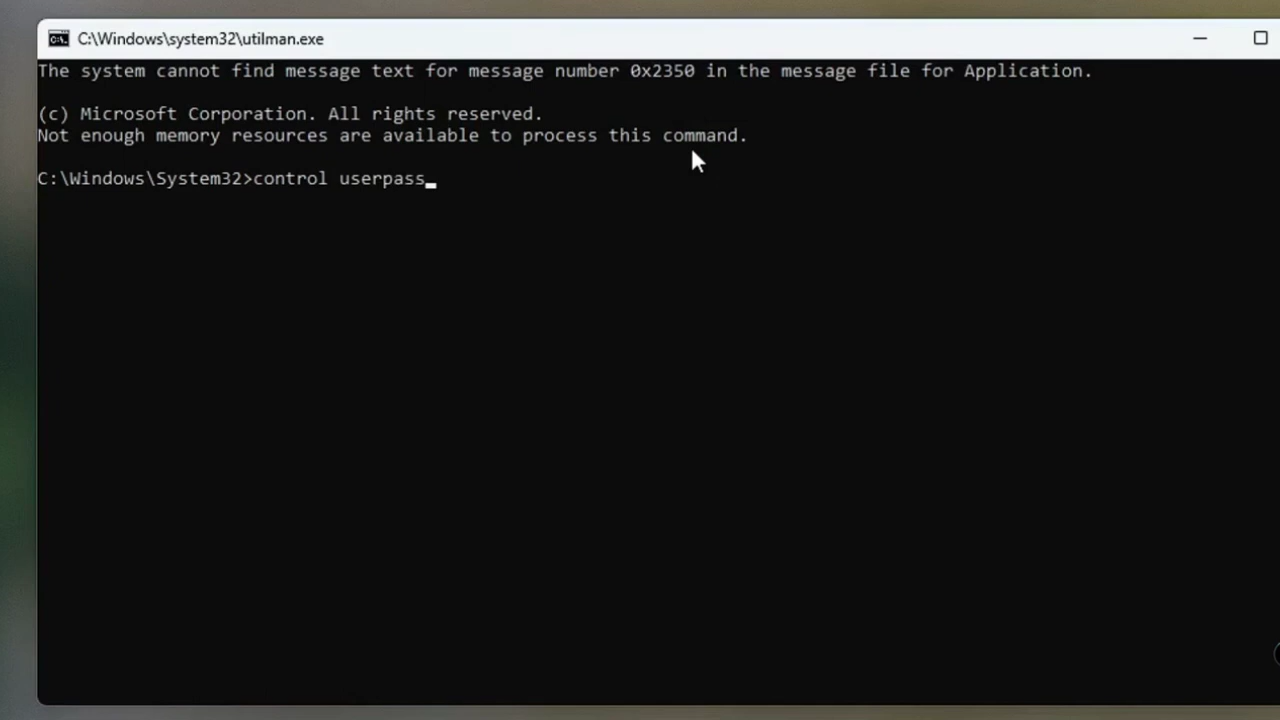 C:\Windows\system32\utilman.exe
The system cannot find message text for message number 0x2350 in the message file for Application.
(c) Microsoft Corporation. All rights reserved.
Not enough memory resources are available to process this command.
C:\Windows\System32>control userpass